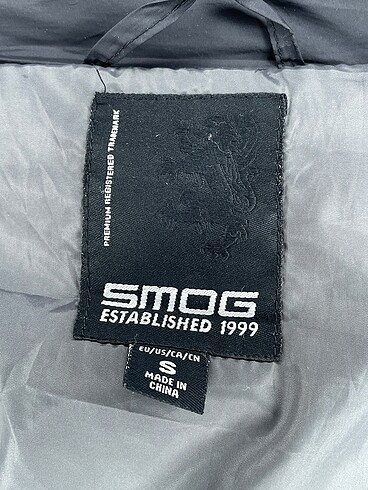 PREMIUM REGISTERED TRADEMARK
SMOG
ESTABLISHED 1999
EU/US/CA/CN
S
MADE IN
CHINA